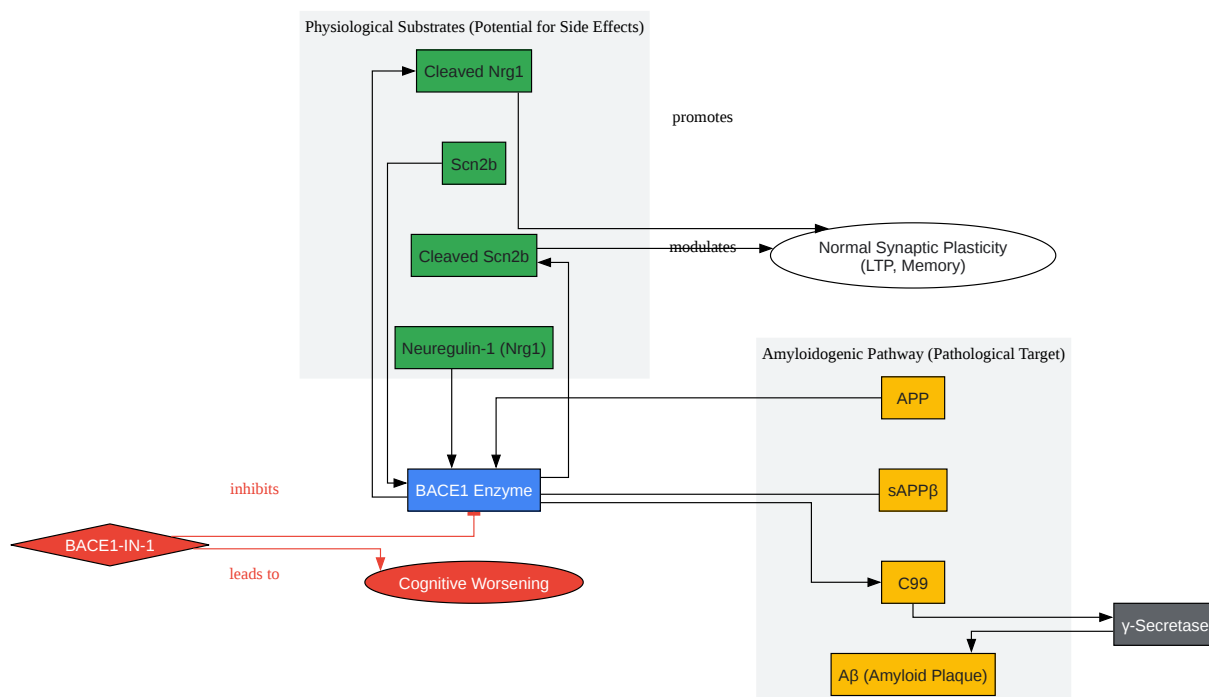 Physiological Substrates (Potential for Side Effects)
Cleaved Nrg1
promotes
Scn2b
Cleaved Scn2b
modulates
Normal Synaptic Plasticity
(LTP, Memory)
Neuregulin-1 (Nrg1)
Amyloidogenic Pathway (Pathological Target)
APP
BACE1 Enzyme
sAPPβ
inhibits
BACE1-IN-1
leads to
Cognitive Worsening
C99
γ-Secretase
Aβ (Amyloid Plaque)